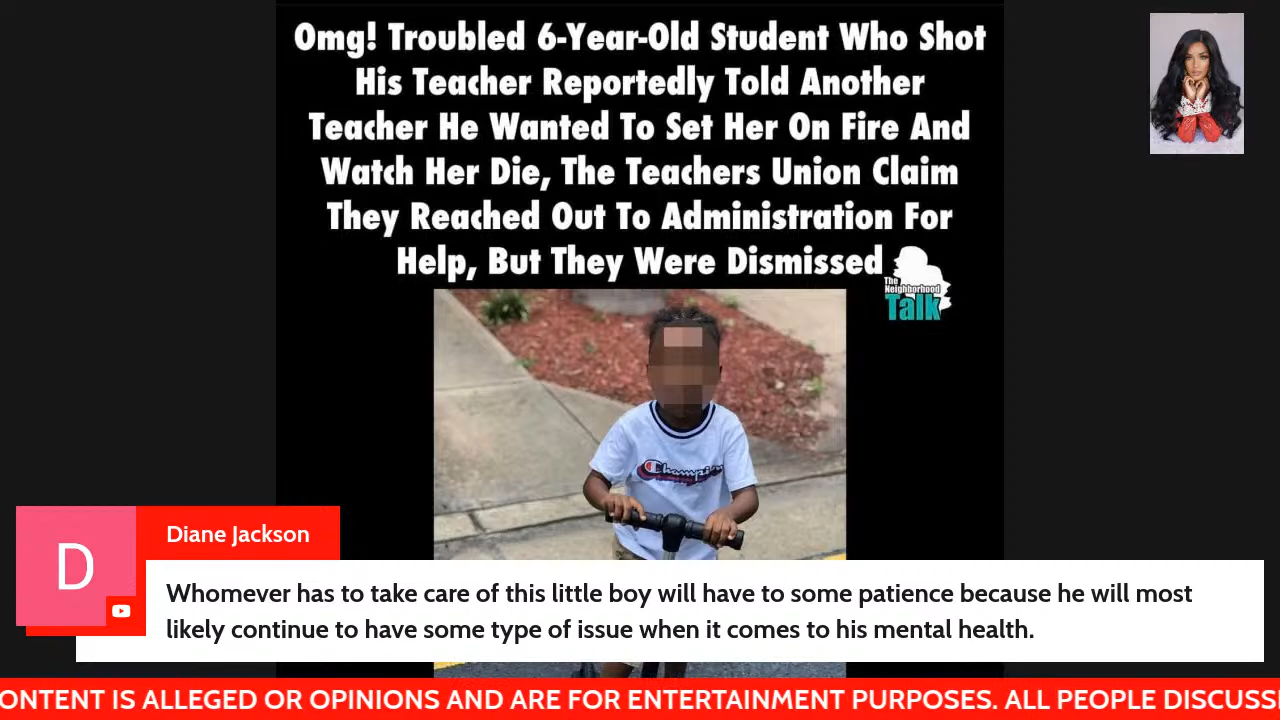 Omg! Troubled 6-Year-Old Student Who Shot
His Teacher Reportedly Told Another
Teacher He Wanted To Set Her On Fire And
Watch Her Die, The Teachers Union Claim
They Reached Out To Administration For
Help, But They Were Dismissed
The
Neighborhood
Talk
Champion
D
Diane Jackson
Whomever has to take care of this little boy will have to some patience because he will most
likely continue to have some type of issue when it comes to his mental health.
ONTENT IS ALLEGED OR OPINIONS AND ARE FOR ENTERTAINMENT PURPOSES. ALL PEOPLE DISCUSS